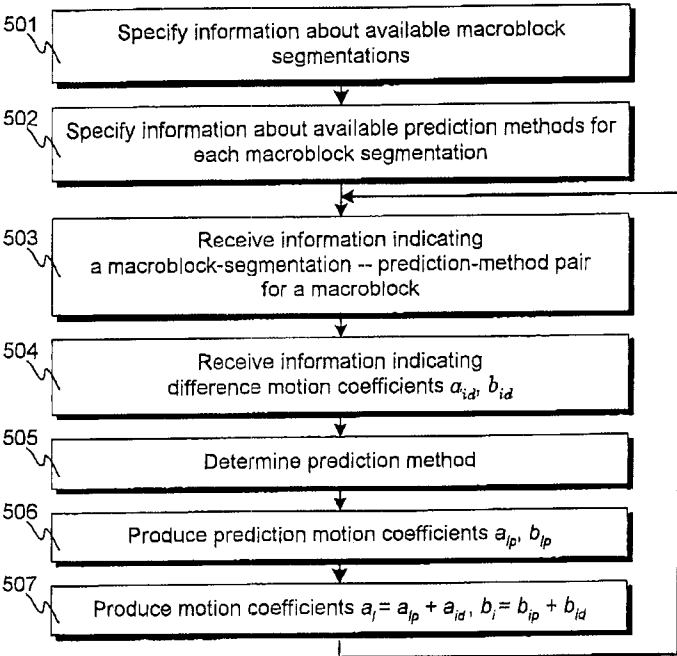 501
Specify information about available macroblock
segmentations
502
Specify information about available prediction methods for
each macroblock segmentation
503
Receive information indicating
a macroblock-segmentation -- prediction-method pair
for a macroblock
504
Receive information indicating
difference motion coefficients a_id, b_id
505
Determine prediction method
506
Produce prediction motion coefficients a_ip, b_ip
507
Produce motion coefficients a_i = a_ip + a_id, b_i = b_ip + b_id